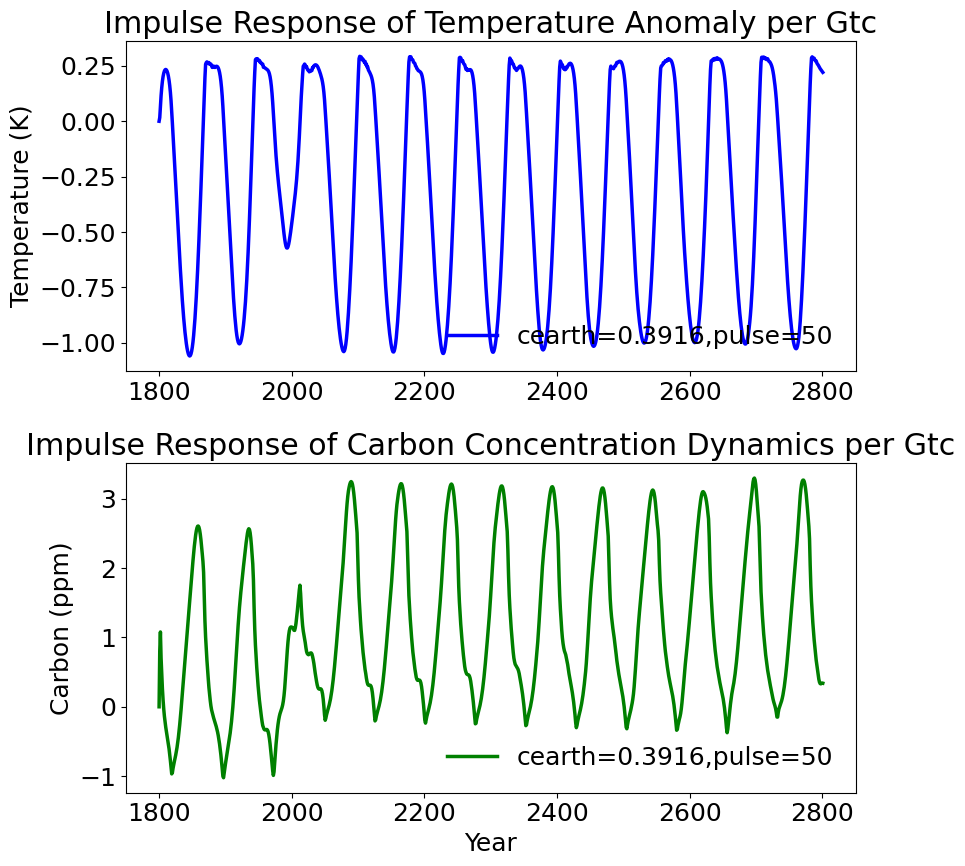 Impulse Response of Temperature Anomaly per Gtc
Temperature (K)
0.25
0.00
−0.25
−0.50
−0.75
−1.00
cearth=0.3916,pulse=50
1800 2000 2200 2400 2600 2800
Impulse Response of Carbon Concentration Dynamics per Gtc
Carbon (ppm)
3
2
1
0
−1
cearth=0.3916,pulse=50
1800 2000 2200 2400 2600 2800
Year